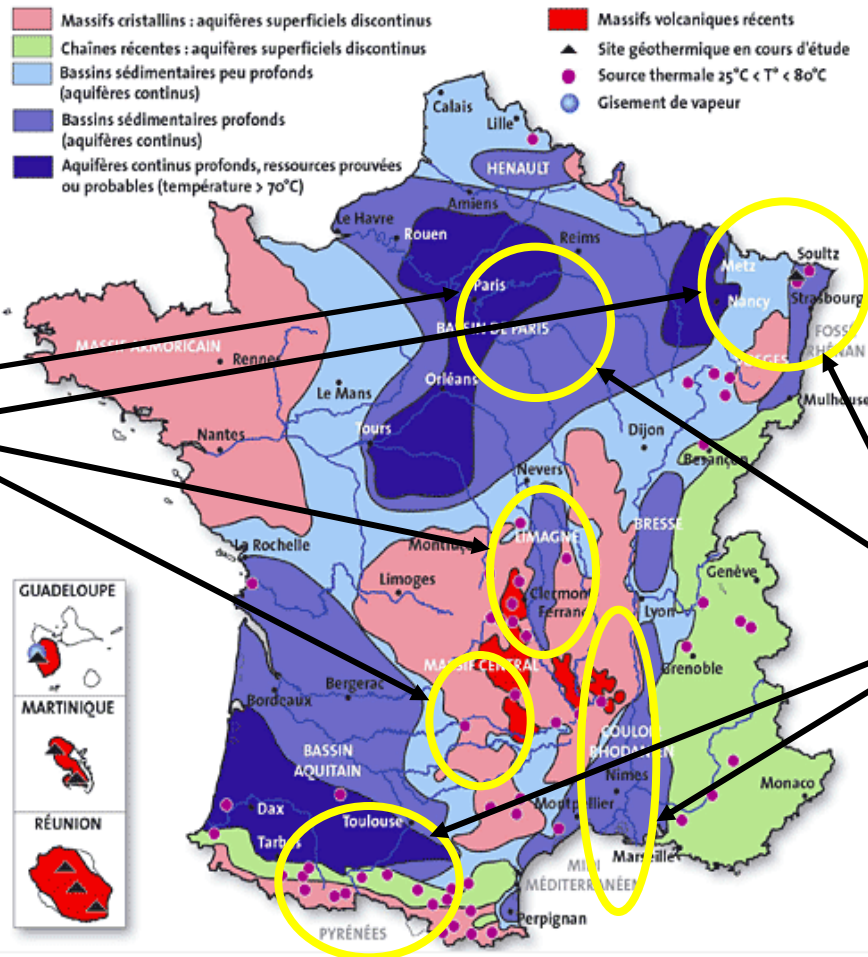 Massifs cristallins : aquifères superficiels discontinus
Chaînes récentes : aquifères superficiels discontinus
Bassins sédimentaires peu profonds
(aquifères continus)
Bassins sédimentaires profonds
(aquifères continus)
Aquifères continus profonds, ressources prouvées
ou probables (température > 70°C)
Massifs volcaniques récents
Site géothermique en cours d'étude
Source thermale 25°C < T° < 80°C
Gisement de vapeur
Calais
Lille
HENAULT
Amiens
Le Havre
Rouen
Reims
Soultz
Metz
Paris
Strasbourg
Nancy
BASSIN DE PARIS
FOSSÉ
RHÉNAN
MASSIF ARMORICAIN
Rennes
VOSGES
Orléans
Le Mans
Mulhouse
Tours
Nantes
Dijon
Besançon
Nevers
BRESSE
LIMAGNE
La Rochelle
Genève
Limoges
Clermont
Ferrand
GUADELOUPE
Lyon
MASSIF CENTRAL
Grenoble
Bergerac
Bordeaux
MARTINIQUE
COULOIR
RHODANIEN
BASSIN
AQUITAIN
Nîmes
Monaco
Dax
Montpellier
RÉUNION
Toulouse
Tarbes
Marseille
MIDI
MÉDITERRANÉEN
Perpignan
PYRÉNÉES